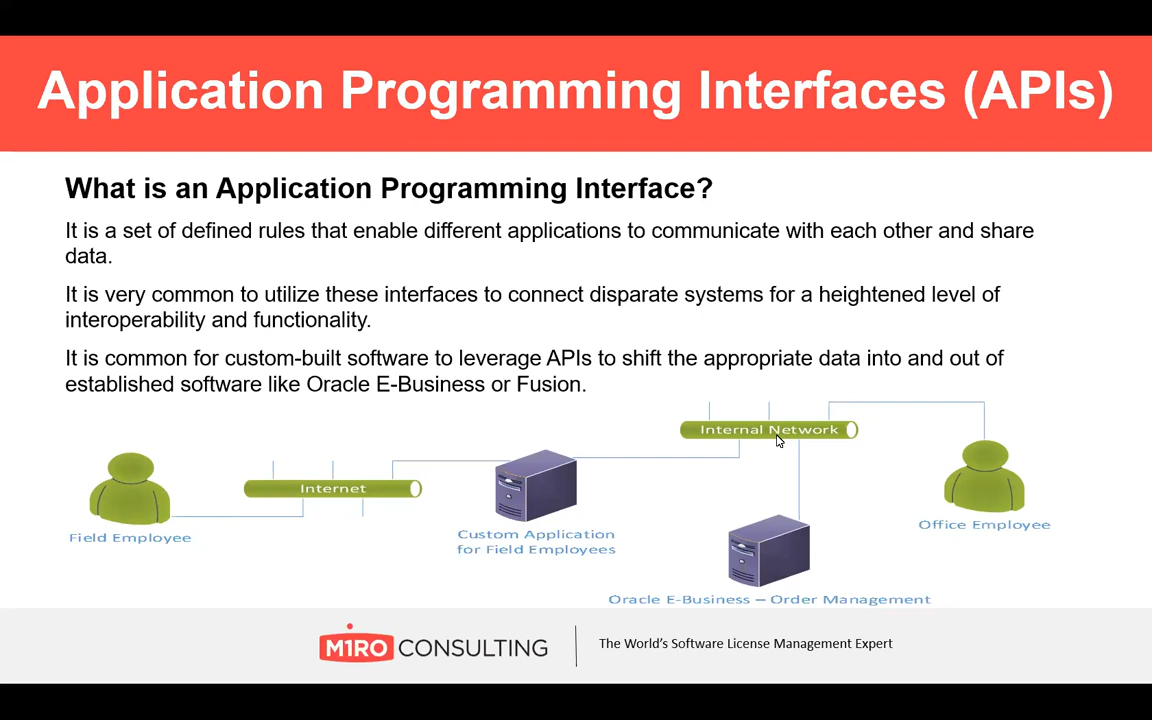 Application Programming Interfaces (APIs)
What is an Application Programming Interface?
It is a set of defined rules that enable different applications to communicate with each other and share
data.
It is very common to utilize these interfaces to connect disparate systems for a heightened level of
interoperability and functionality.
It is common for custom-built software to leverage APIs to shift the appropriate data into and out of
established software like Oracle E-Business or Fusion.
Internal Network
Internet
Field Employee
Custom Application
for Field Employees
Office Employee
Oracle E-Business – Order Management
MIRO CONSULTING
The World's Software License Management Expert